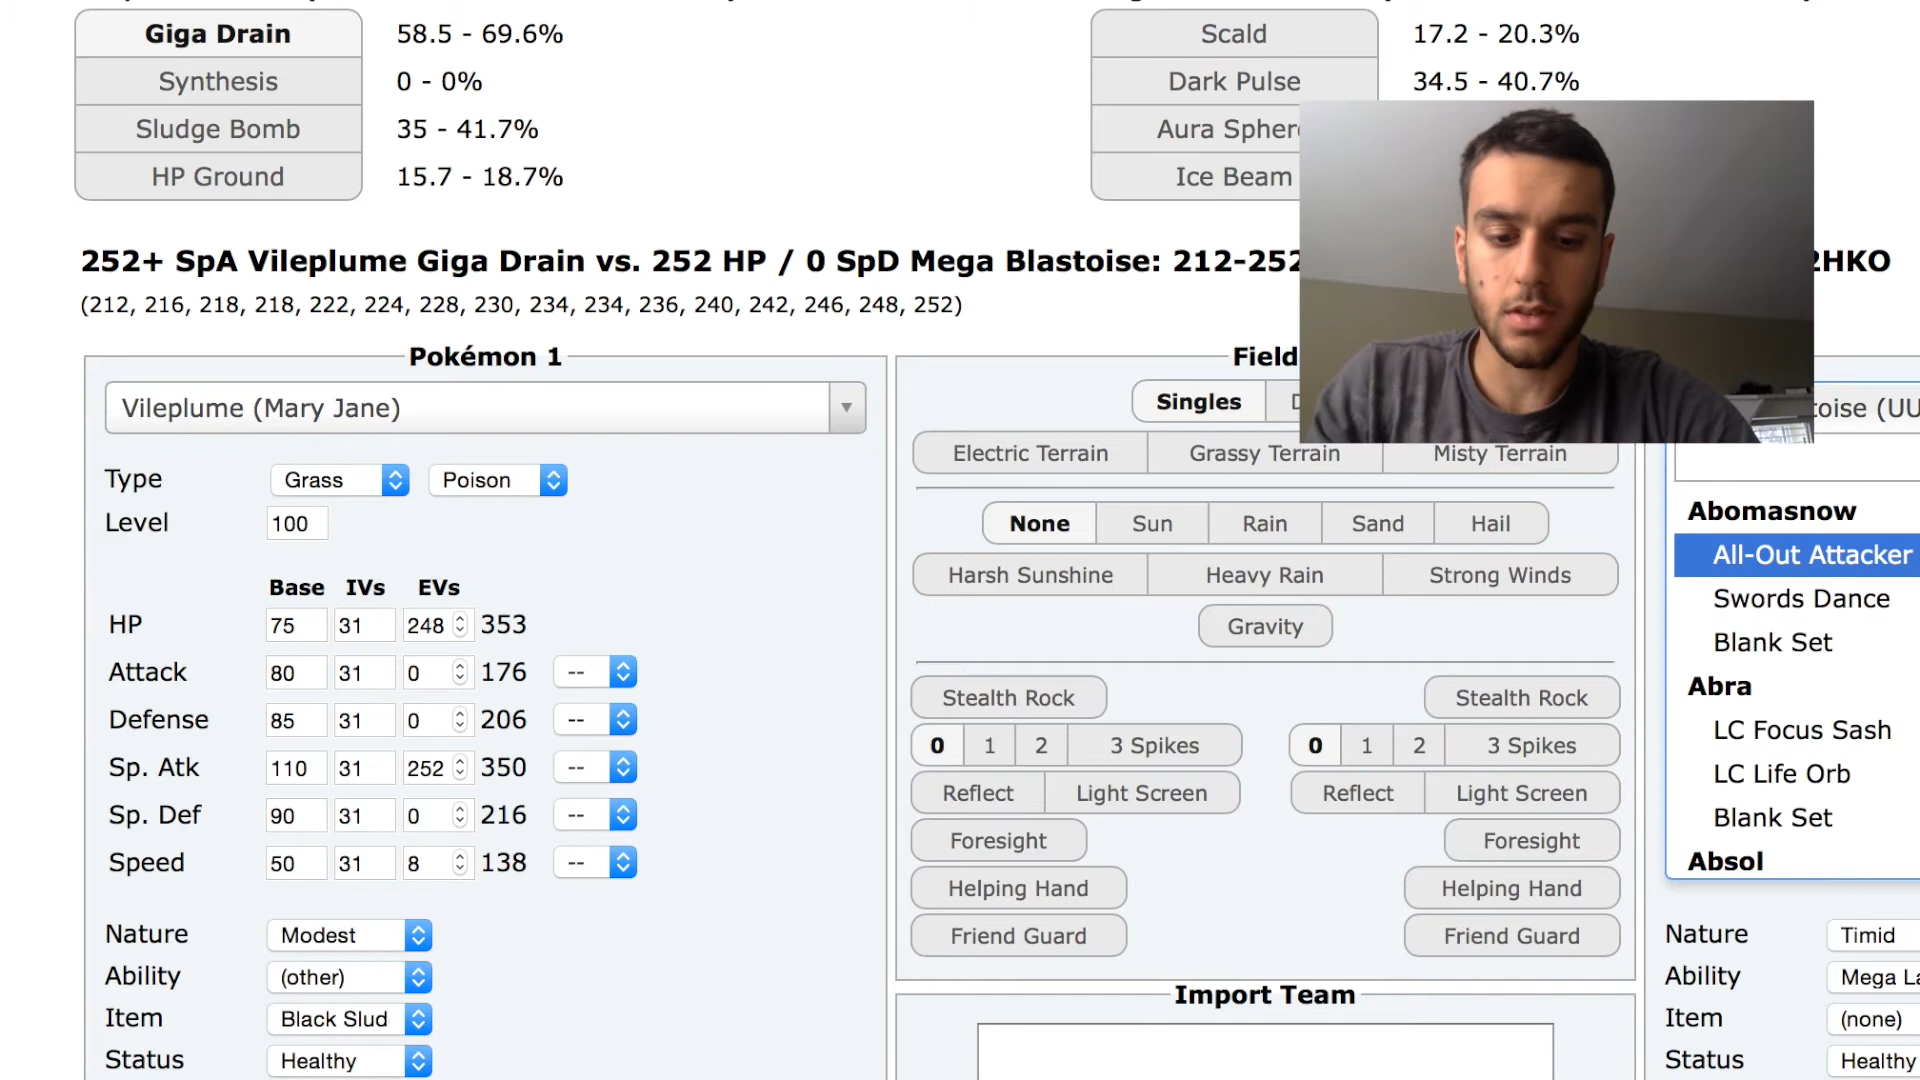 Giga Drain 58.5 - 69.6% Scald 17.2 - 20.3%
Synthesis 0 - 0% Dark Pulse 34.5 - 40.7%
Sludge Bomb 35 - 41.7% Aura Spher
HP Ground 15.7 - 18.7% Ice Beam
252+ SpA Vileplume Giga Drain vs. 252 HP / 0 SpD Mega Blastoise: 212-252 2HKO
(212, 216, 218, 218, 222, 224, 228, 230, 234, 234, 236, 240, 242, 246, 248, 252)
Pokémon 1 Field
Vileplume (Mary Jane) Singles D toise (UU
Electric Terrain Grassy Terrain Misty Terrain
Type Grass Poison
Level 100
None Sun Rain Sand Hail
Harsh Sunshine Heavy Rain Strong Winds
Gravity
Base IVs EVs
HP 75 31 248 353
Attack 80 31 0 176 --
Defense 85 31 0 206 --
Sp. Atk 110 31 252 350 --
Sp. Def 90 31 0 216 --
Speed 50 31 8 138 --
Stealth Rock Stealth Rock
0 1 2 3 Spikes 0 1 2 3 Spikes
Reflect Light Screen Reflect Light Screen
Foresight Foresight
Helping Hand Helping Hand
Friend Guard Friend Guard
Abomasnow
All-Out Attacker
Swords Dance
Blank Set
Abra
LC Focus Sash
LC Life Orb
Blank Set
Absol
Nature Modest Nature Timid
Ability (other) Ability Mega La
Import Team
Item Black Slud Item (none)
Status Healthy Status Healthy